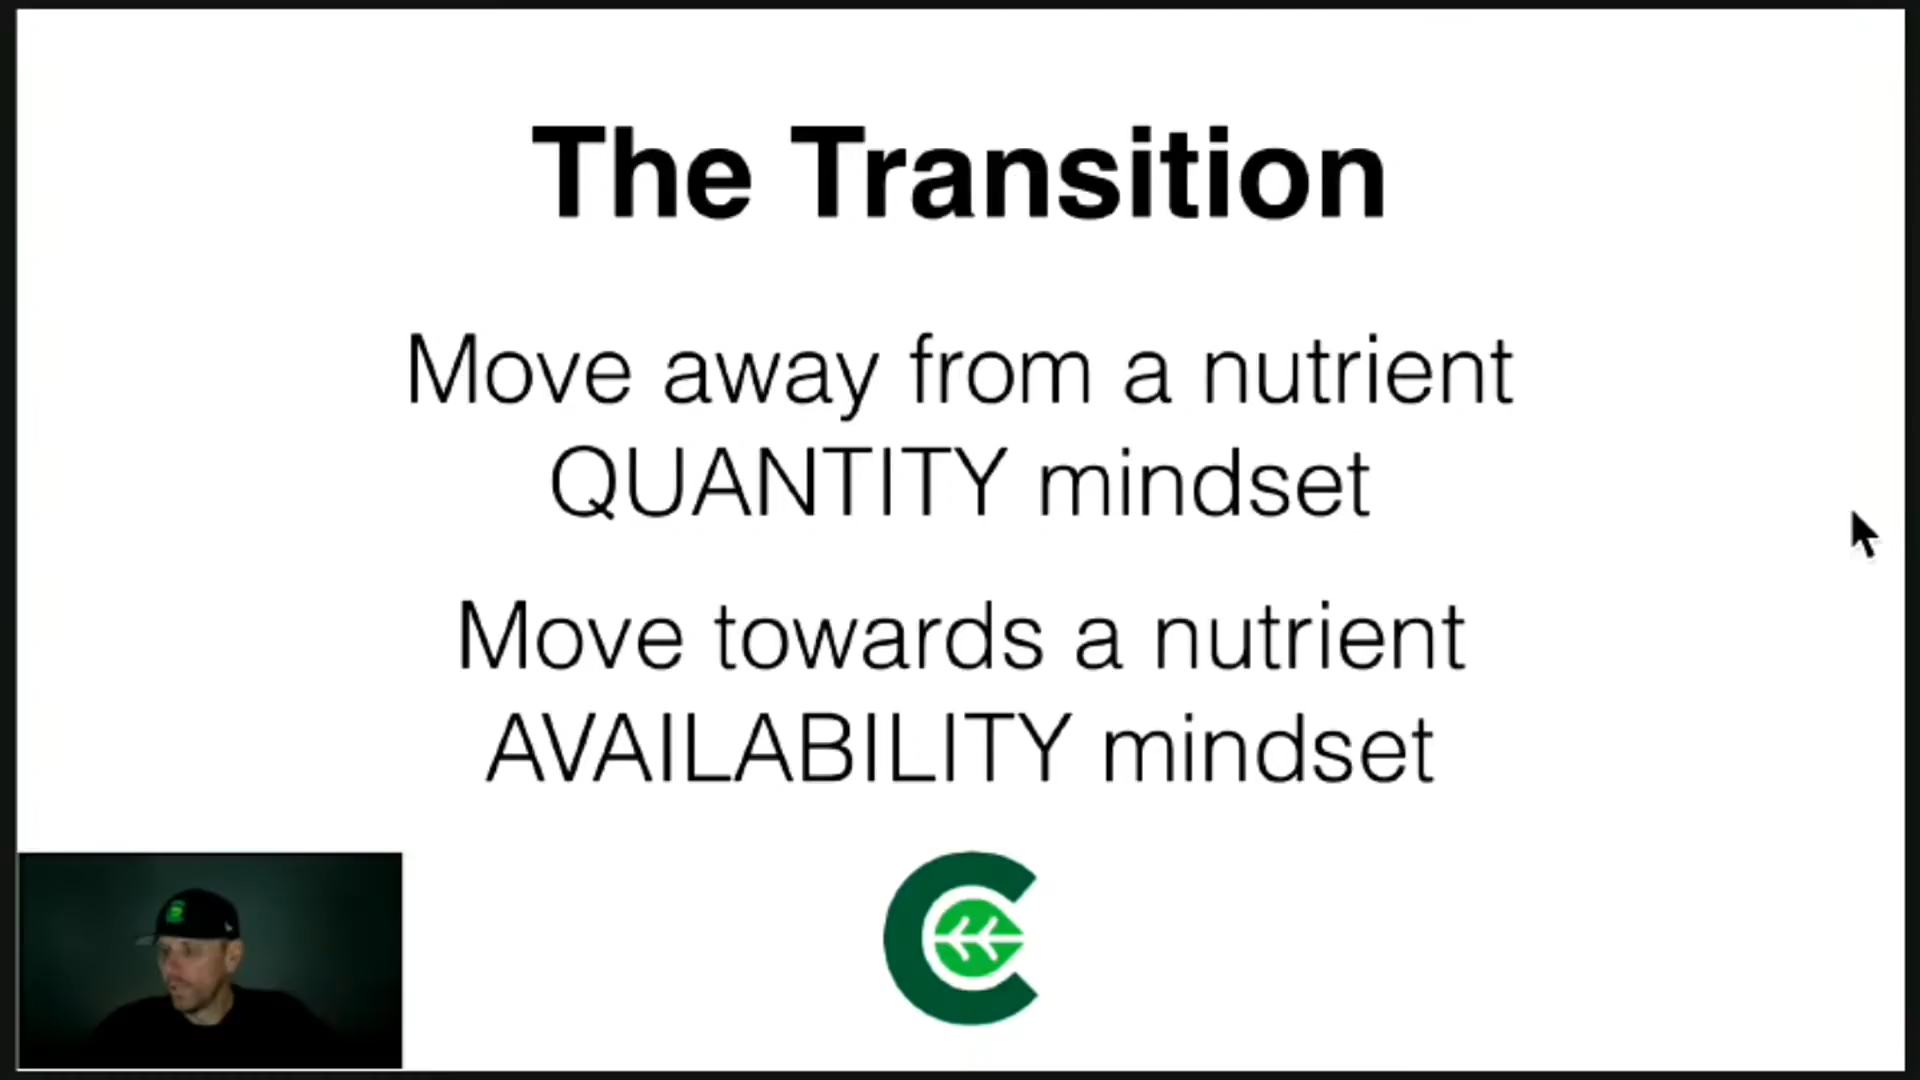 The Transition
Move away from a nutrient
QUANTITY mindset
Move towards a nutrient
AVAILABILITY mindset